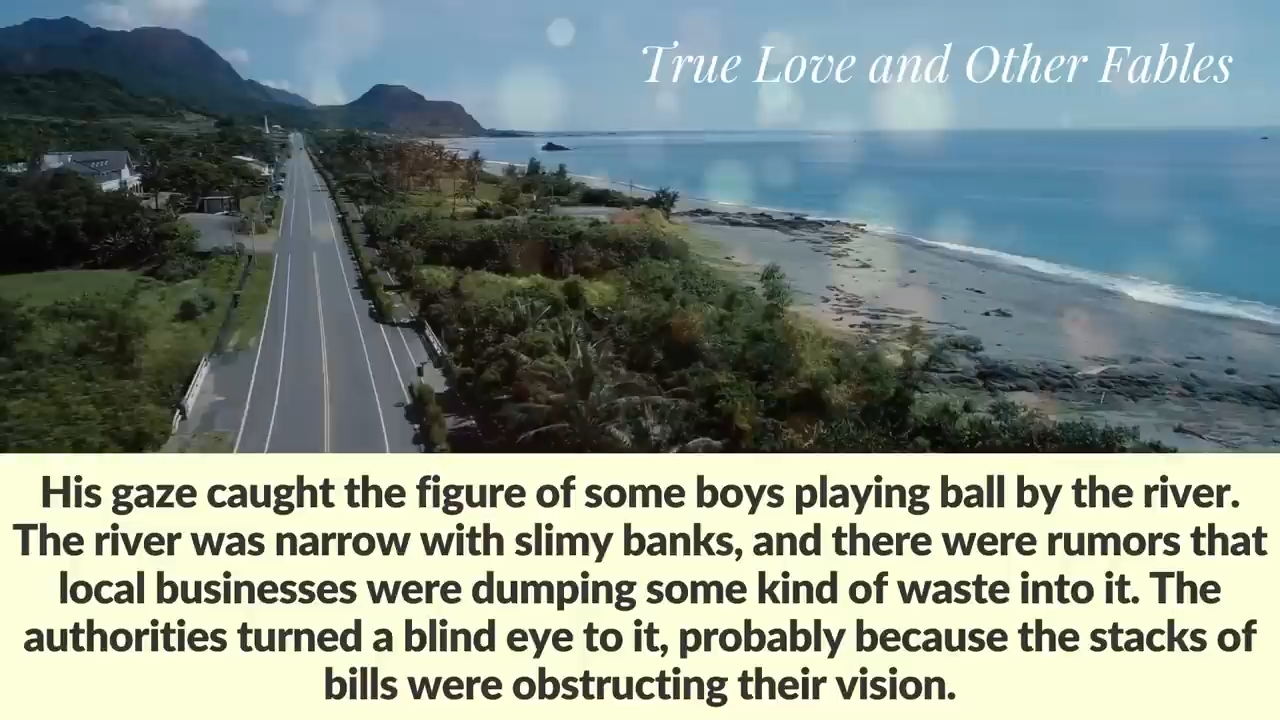 True Love and Other Fables
His gaze caught the figure of some boys playing ball by the river.
The river was narrow with slimy banks, and there were rumors that
local businesses were dumping some kind of waste into it. The
authorities turned a blind eye to it, probably because the stacks of
bills were obstructing their vision.